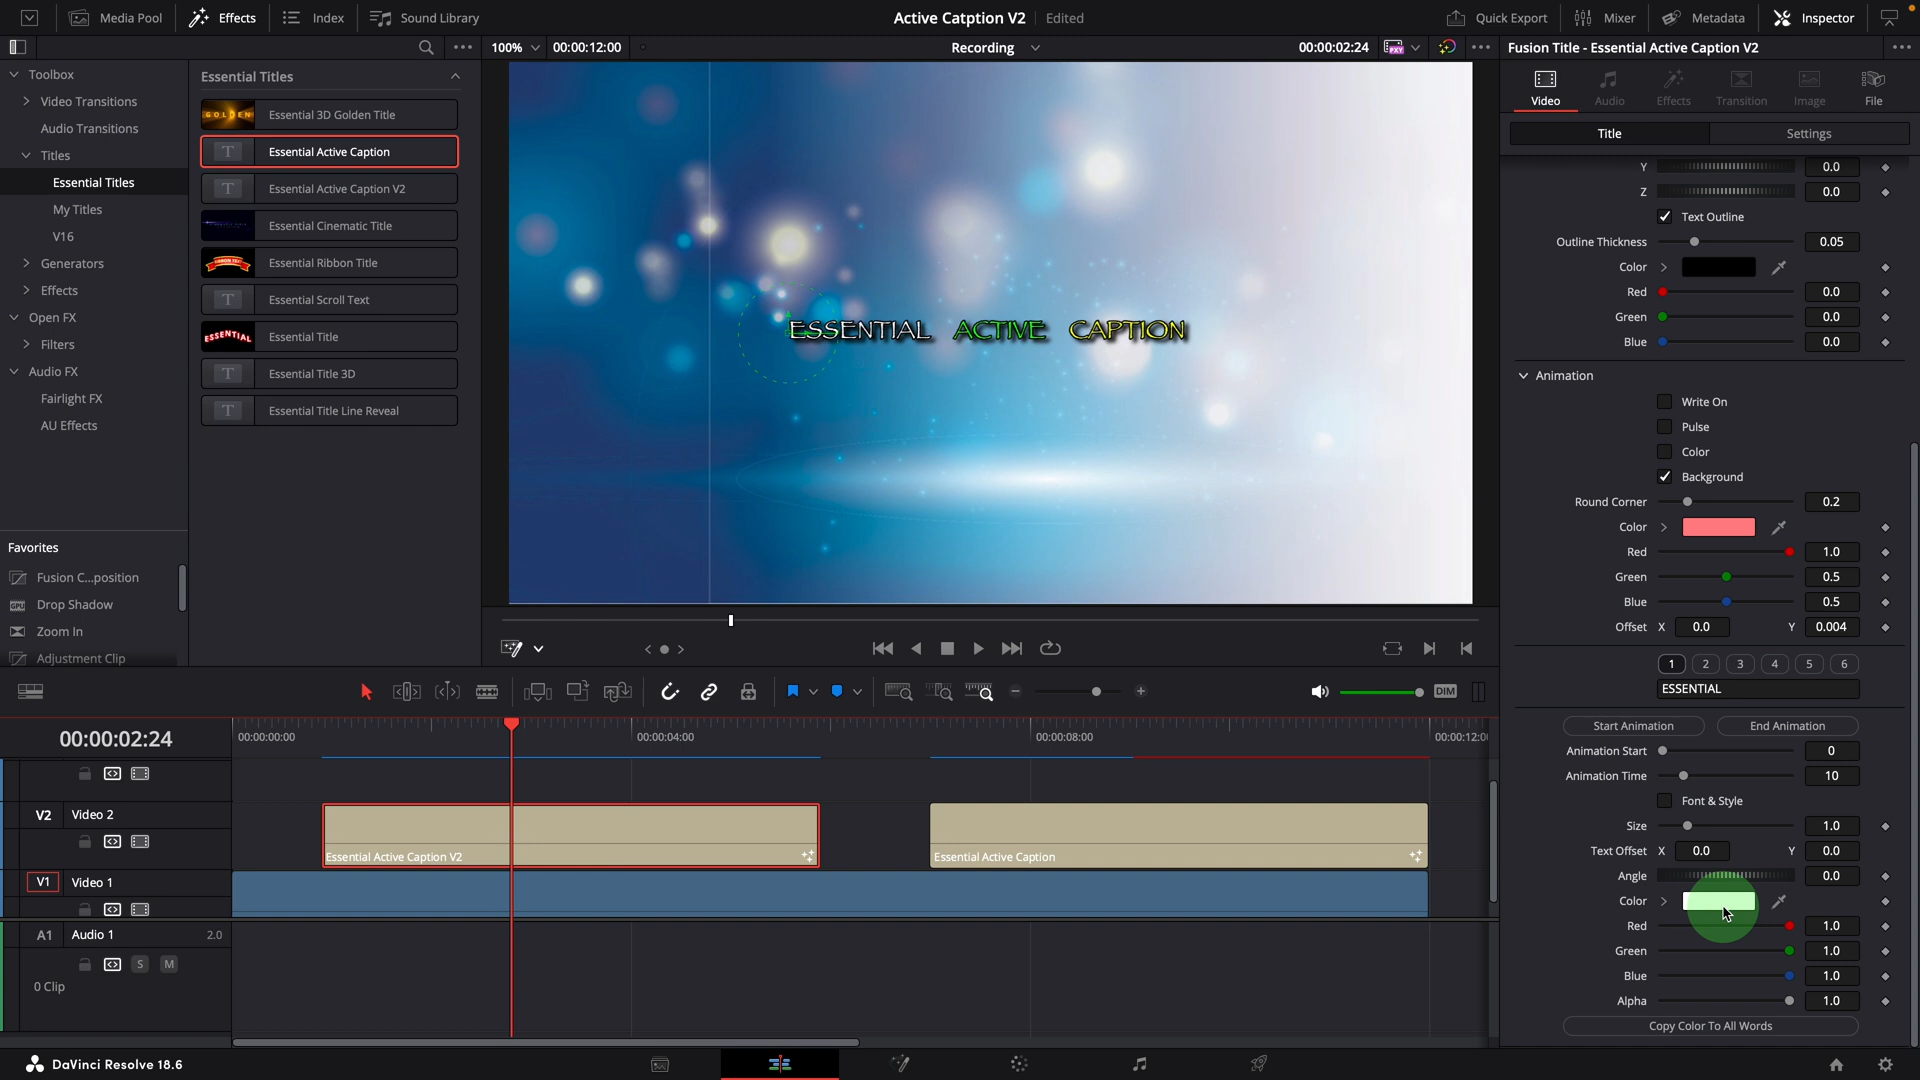 Media Pool Effects Index Sound Library Active Catption V2 Edited Quick Export Mixer Metadata Inspector
100% 00:00:12:00 Recording 00:00:02:24 PXY Fusion Title - Essential Active Caption V2
Toolbox
Video Transitions
Audio Transitions
Titles
Essential Titles
My Titles
V16
Generators
Effects
Open FX
Filters
Audio FX
Fairlight FX
AU Effects
Favorites
Fusion C...position
Drop Shadow
Zoom In
Adjustment Clip
Essential Titles
GOLDEN Essential 3D Golden Title
T Essential Active Caption
T Essential Active Caption V2
Essential Cinematic Title
Essential Ribbon Title
T Essential Scroll Text
ESSENTIAL Essential Title
T Essential Title 3D
T Essential Title Line Reveal
ESSENTIAL ACTIVE CAPTION
Video Audio Effects Transition Image File
Title Settings
Y 0.0
Z 0.0
Text Outline
Outline Thickness 0.05
Color
Red 0.0
Green 0.0
Blue 0.0
Animation
Write On
Pulse
Color
Background
Round Corner 0.2
Color
Red 1.0
Green 0.5
Blue 0.5
Offset X 0.0 Y 0.004
1 2 3 4 5 6
ESSENTIAL
Start Animation End Animation
Animation Start 0
Animation Time 10
Font & Style
Size 1.0
Text Offset X 0.0 Y 0.0
Angle 0.0
Color
Red 1.0
Green 1.0
Blue 1.0
Alpha 1.0
Copy Color To All Words
DIM
00:00:02:24 00:00:00:00 00:00:04:00 00:00:08:00 00:00:12:0
V2 Video 2
Essential Active Caption V2 Essential Active Caption
V1 Video 1
A1 Audio 1 2.0
S M
0 Clip
DaVinci Resolve 18.6